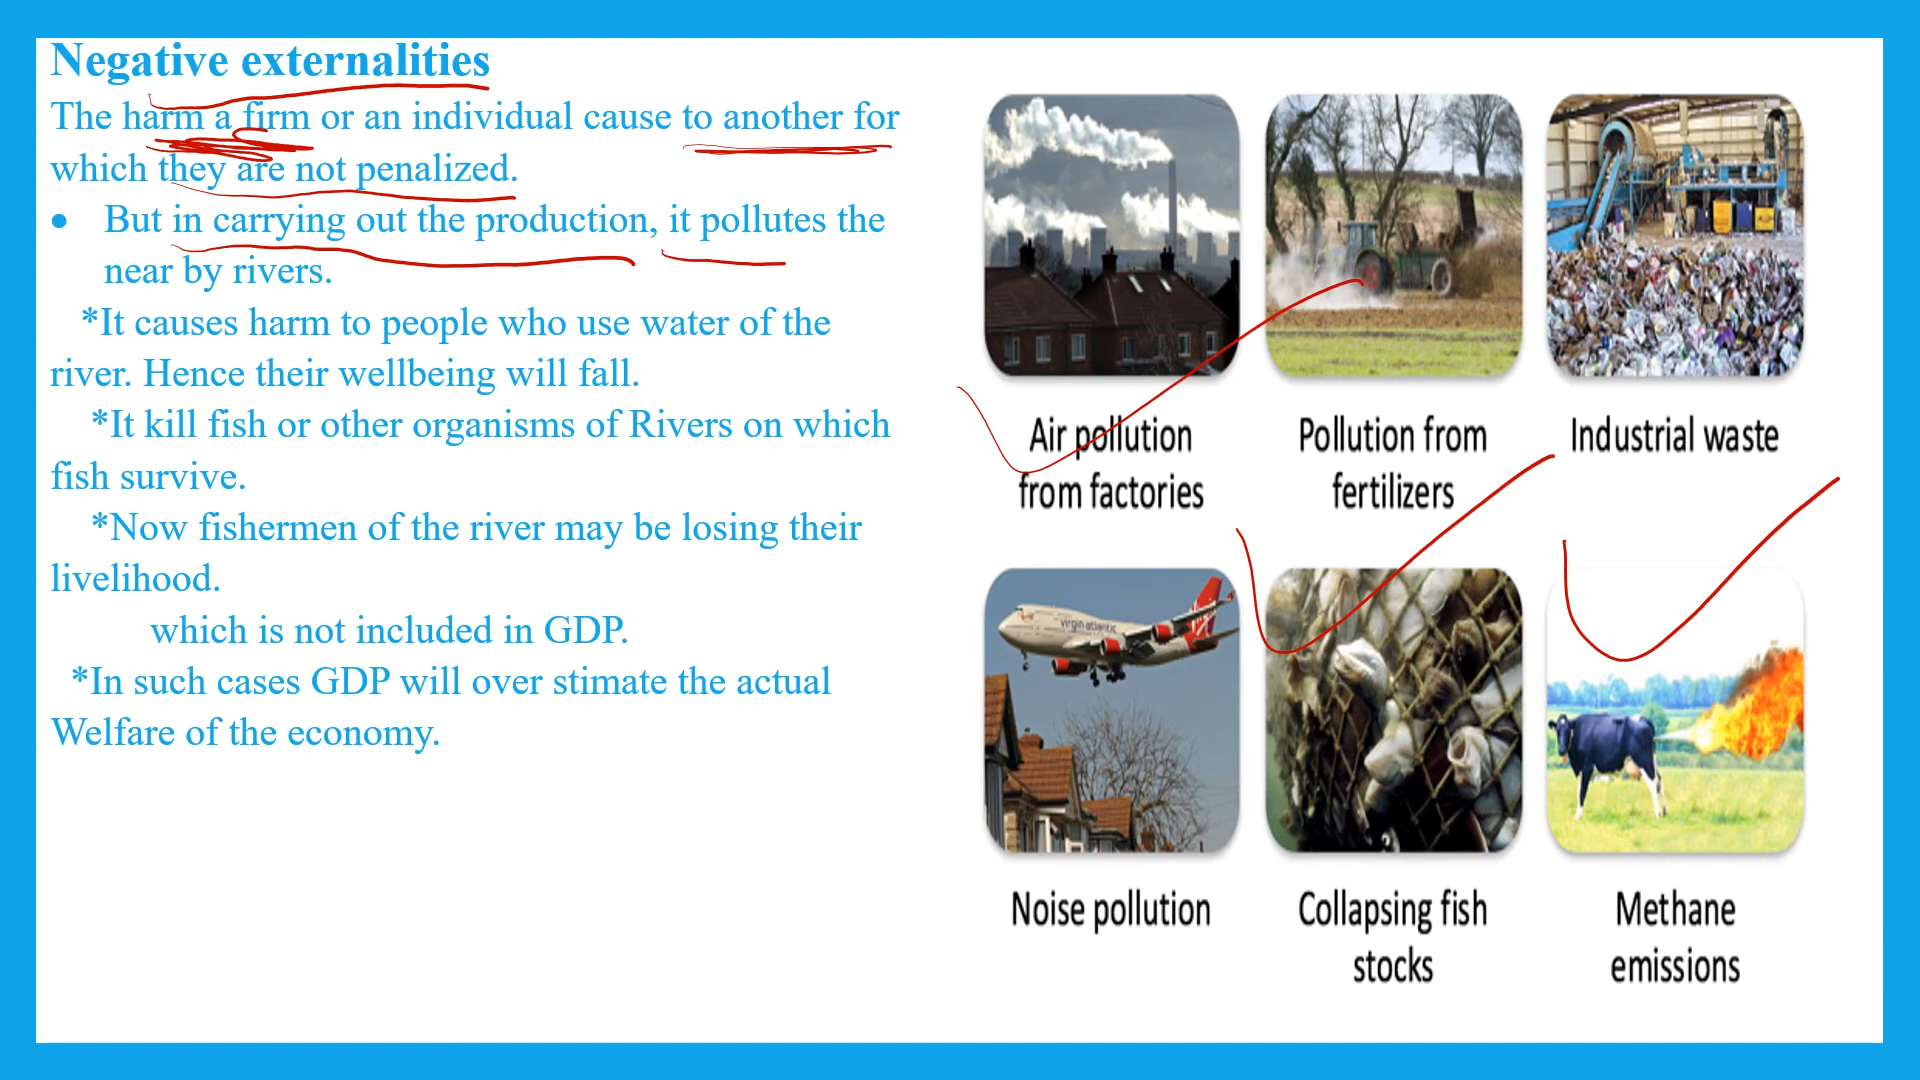 Negative externalities
The harm a firm or an individual cause to another for
which they are not penalized.
• But in carrying out the production, it pollutes the
near by rivers.
*It causes harm to people who use water of the
river. Hence their wellbeing will fall.
*It kill fish or other organisms of Rivers on which
fish survive.
*Now fishermen of the river may be losing their
livelihood.
which is not included in GDP.
*In such cases GDP will over stimate the actual
Welfare of the economy.
Air pollution
from factories
Pollution from
fertilizers
Industrial waste
virgin atlantic
Noise pollution
Collapsing fish
stocks
Methane
emissions